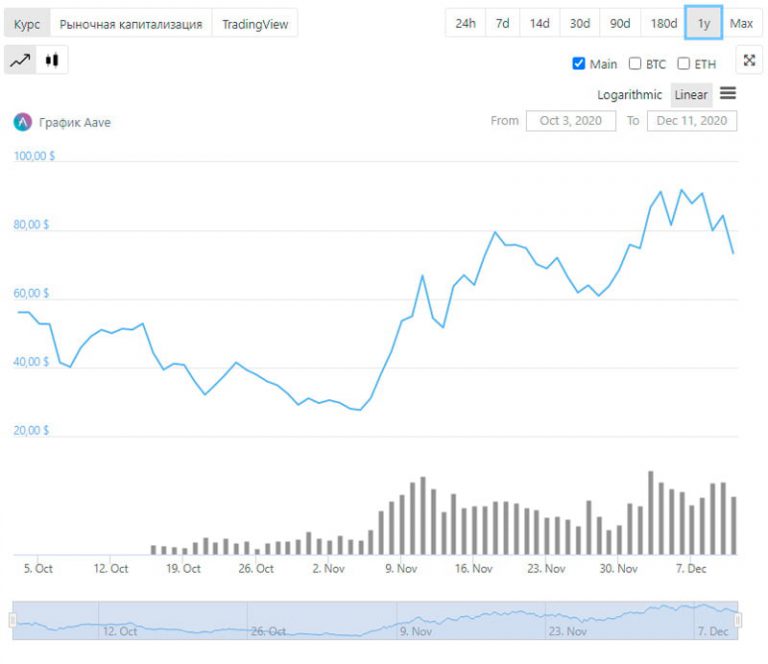 Курс Рыночная капитализация TradingView 24h 7d 14d 30d 90d 180d 1y Max
Main BTC ETH
Logarithmic Linear
График Aave From Oct 3, 2020 To Dec 11, 2020
100,00 $
80,00 $
60,00 $
40,00 $
20,00 $
5. Oct 12. Oct 19. Oct 26. Oct 2. Nov 9. Nov 16. Nov 23. Nov 30. Nov 7. Dec
12. Oct 26. Oct 9. Nov 23. Nov 7. Dec